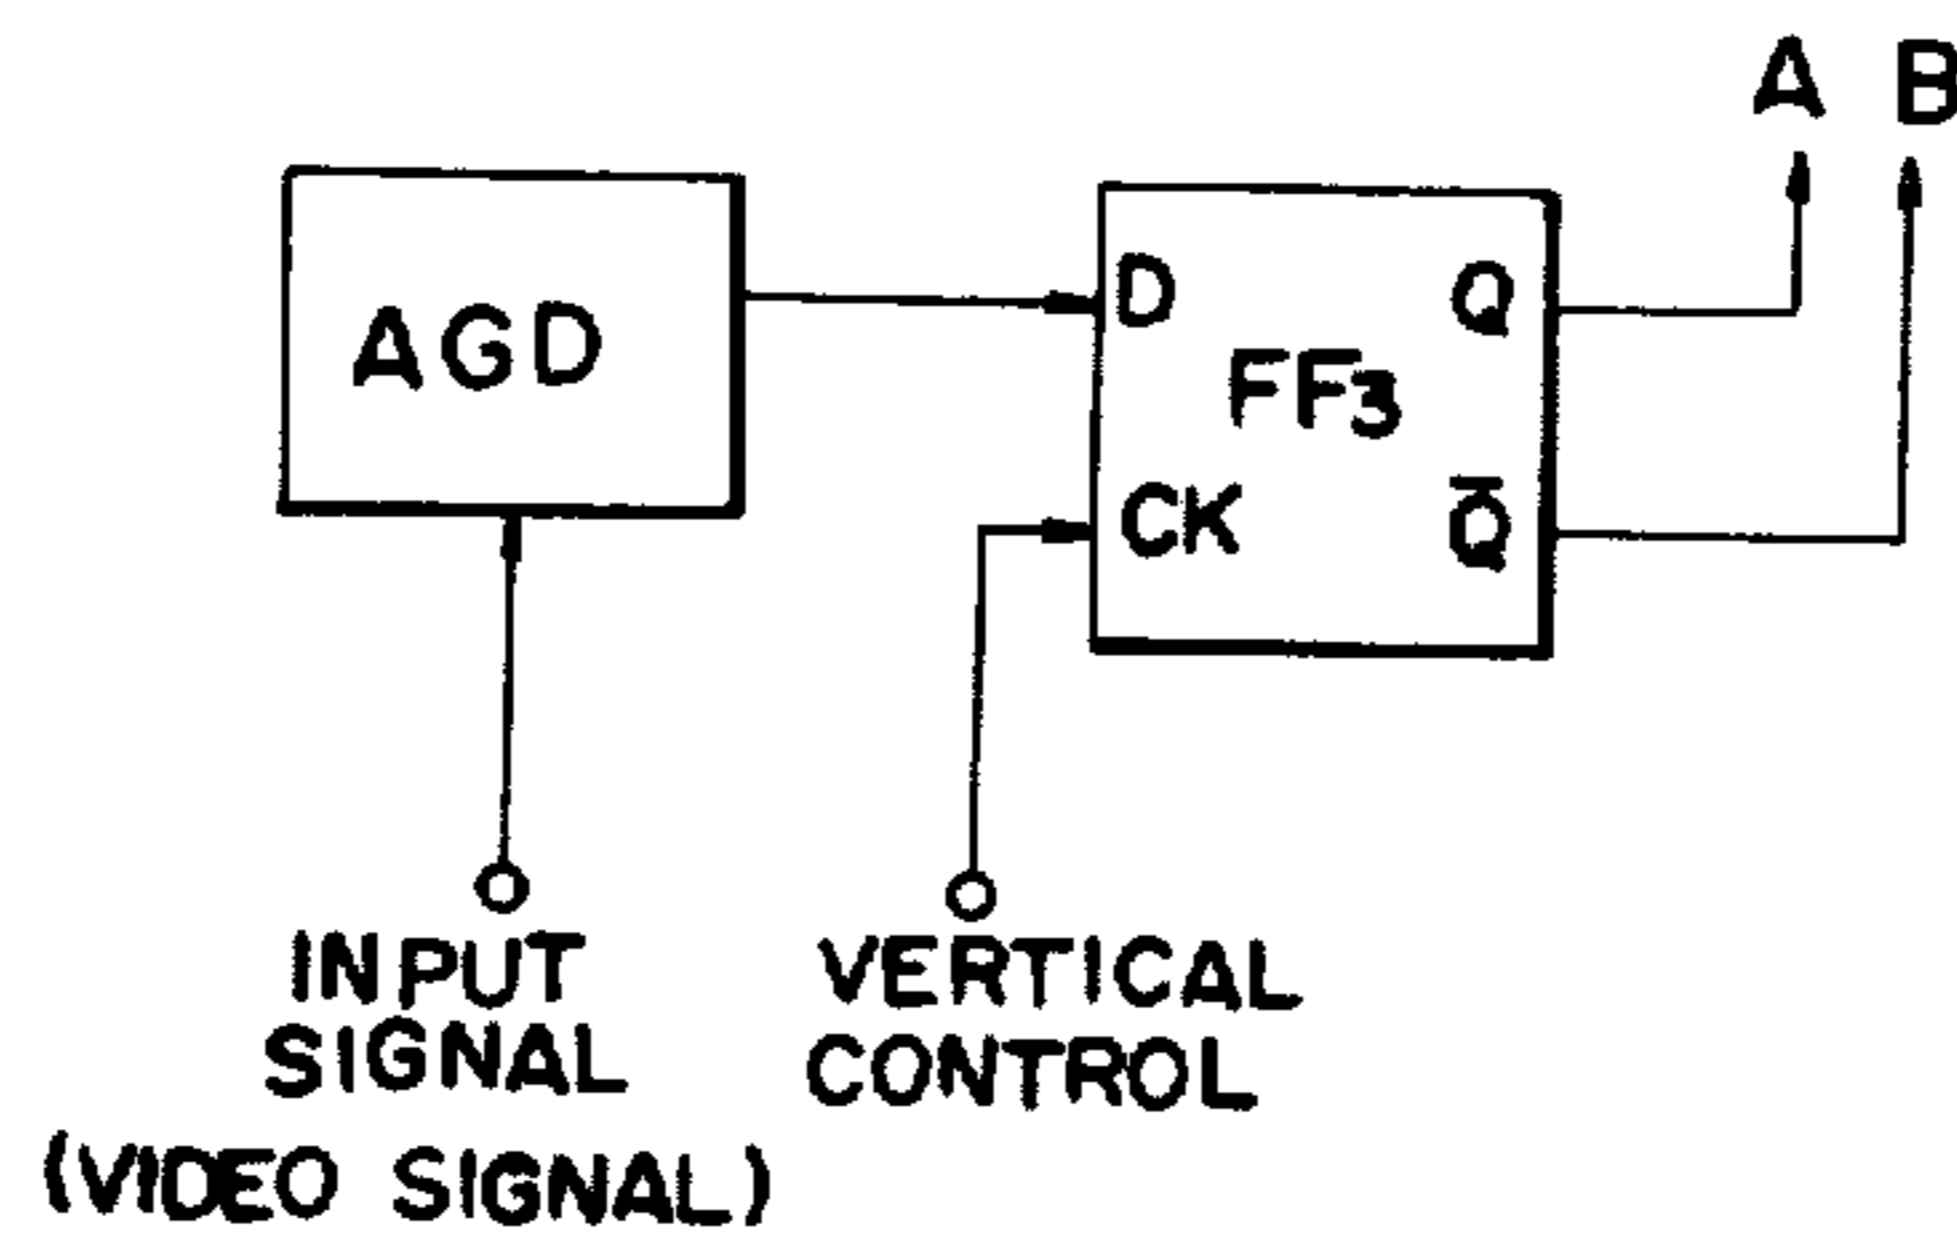 A B
AGD
D Q
FF3
CK Q̅
INPUT
SIGNAL
(VIDEO SIGNAL)
VERTICAL
CONTROL